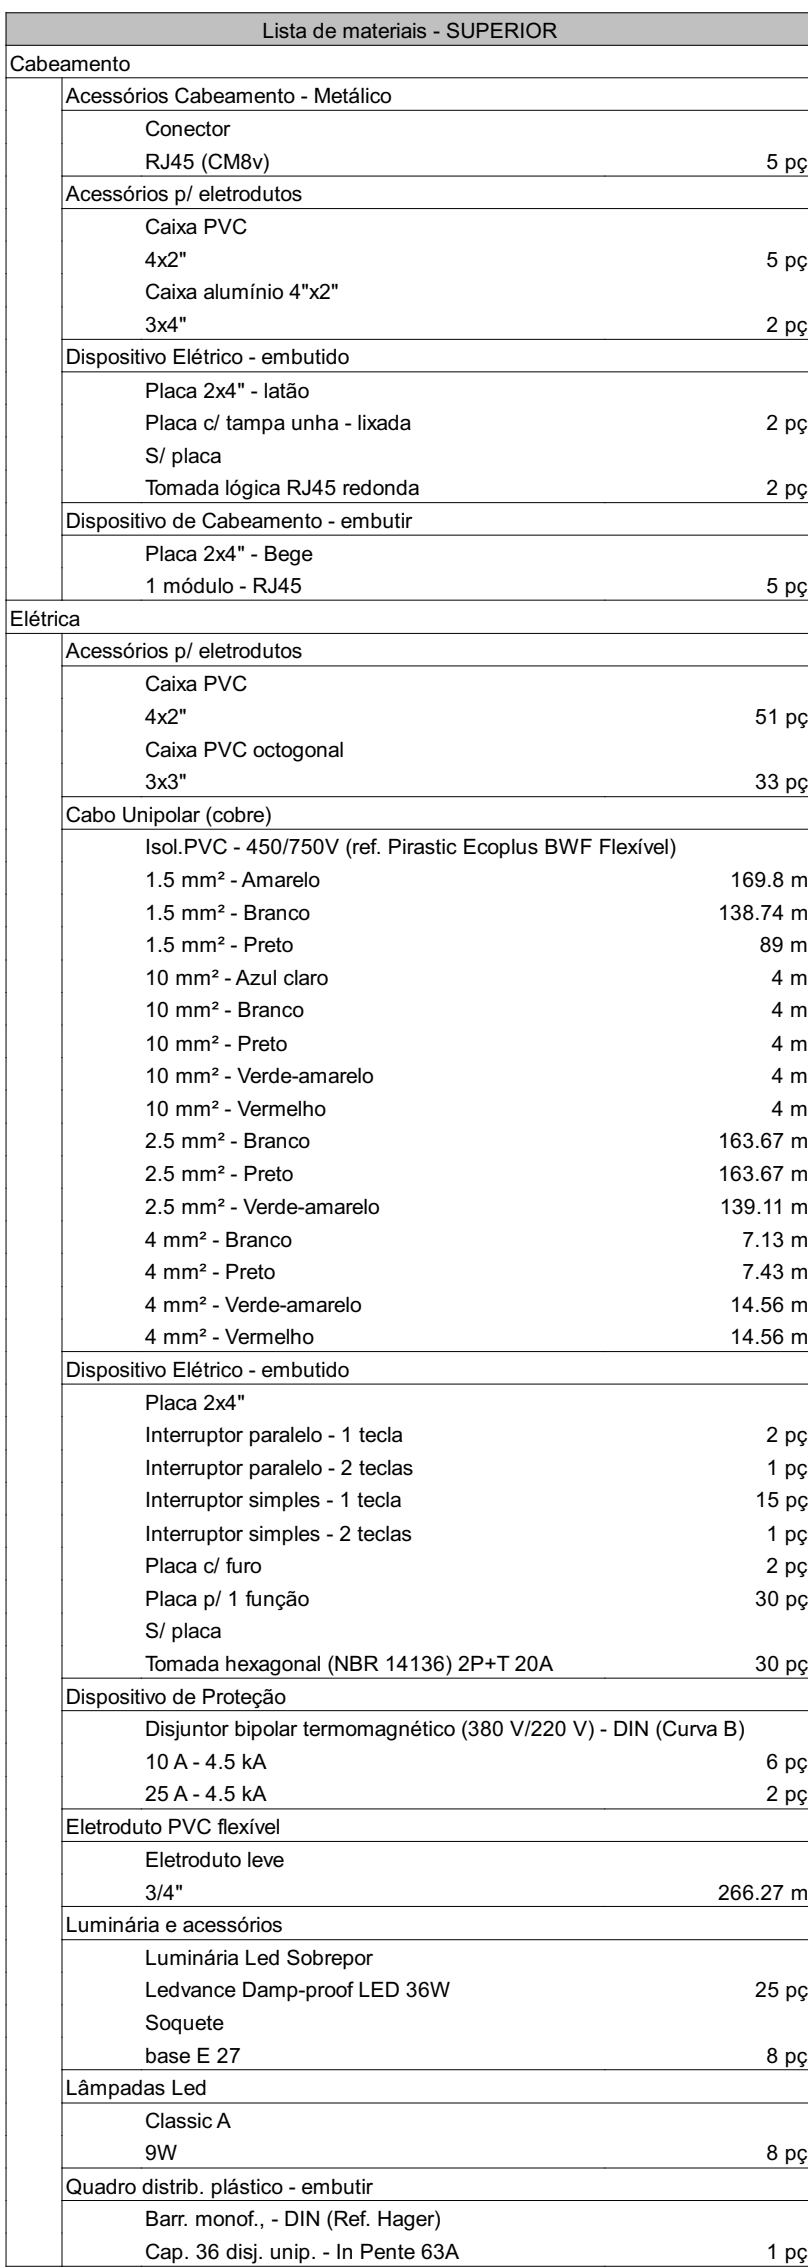 Lista de materiais - SUPERIOR
Cabeamento
Acessórios Cabeamento - Metálico
Conector
RJ45 (CM8v) 5 pç
Acessórios p/ eletrodutos
Caixa PVC
4x2" 5 pç
Caixa alumínio 4"x2"
3x4" 2 pç
Dispositivo Elétrico - embutido
Placa 2x4" - latão
Placa c/ tampa unha - lixada 2 pç
S/ placa
Tomada lógica RJ45 redonda 2 pç
Dispositivo de Cabeamento - embutir
Placa 2x4" - Bege
1 módulo - RJ45 5 pç
Elétrica
Acessórios p/ eletrodutos
Caixa PVC
4x2" 51 pç
Caixa PVC octogonal
3x3" 33 pç
Cabo Unipolar (cobre)
Isol.PVC - 450/750V (ref. Pirastic Ecoplus BWF Flexível)
1.5 mm² - Amarelo 169.8 m
1.5 mm² - Branco 138.74 m
1.5 mm² - Preto 89 m
10 mm² - Azul claro 4 m
10 mm² - Branco 4 m
10 mm² - Preto 4 m
10 mm² - Verde-amarelo 4 m
10 mm² - Vermelho 4 m
2.5 mm² - Branco 163.67 m
2.5 mm² - Preto 163.67 m
2.5 mm² - Verde-amarelo 139.11 m
4 mm² - Branco 7.13 m
4 mm² - Preto 7.43 m
4 mm² - Verde-amarelo 14.56 m
4 mm² - Vermelho 14.56 m
Dispositivo Elétrico - embutido
Placa 2x4"
Interruptor paralelo - 1 tecla 2 pç
Interruptor paralelo - 2 teclas 1 pç
Interruptor simples - 1 tecla 15 pç
Interruptor simples - 2 teclas 1 pç
Placa c/ furo 2 pç
Placa p/ 1 função 30 pç
S/ placa
Tomada hexagonal (NBR 14136) 2P+T 20A 30 pç
Dispositivo de Proteção
Disjuntor bipolar termomagnético (380 V/220 V) - DIN (Curva B)
10 A - 4.5 kA 6 pç
25 A - 4.5 kA 2 pç
Eletroduto PVC flexível
Eletroduto leve
3/4" 266.27 m
Luminária e acessórios
Luminária Led Sobrepor
Ledvance Damp-proof LED 36W 25 pç
Soquete
base E 27 8 pç
Lâmpadas Led
Classic A
9W 8 pç
Quadro distrib. plástico - embutir
Barr. monof., - DIN (Ref. Hager)
Cap. 36 disj. unip. - In Pente 63A 1 pç